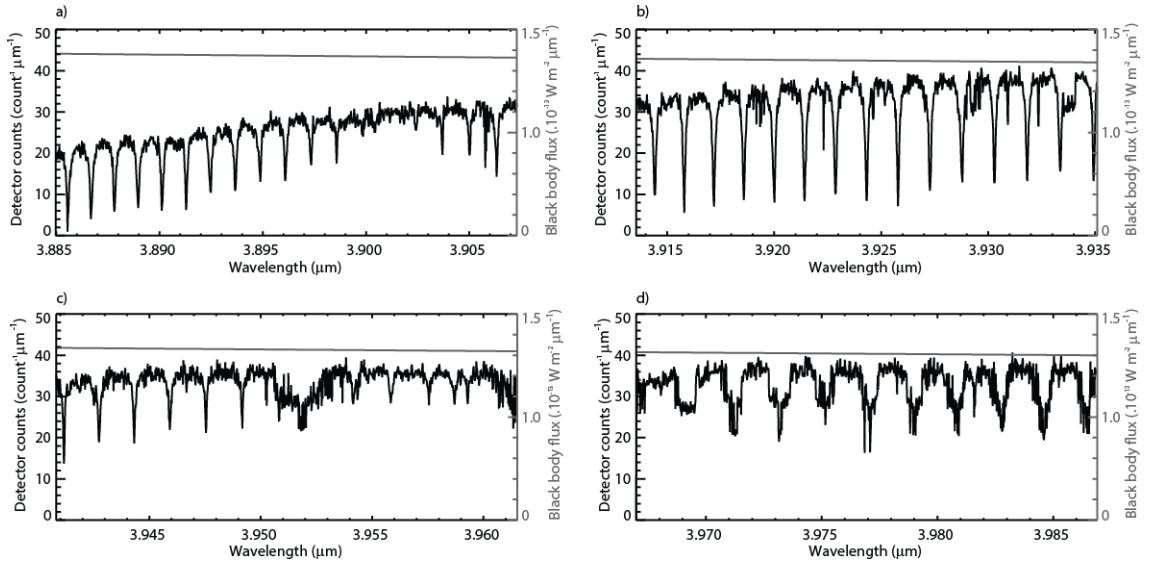 a)
50
40
30
20
10
0
Detector counts (count⁻¹ μm⁻¹)
3.885 3.890 3.895 3.900 3.905
Wavelength (μm)
1.5
1.0
0
Black body flux (.10⁻¹³ W m⁻² μm⁻¹)
b)
50
40
30
20
10
0
Detector counts (count⁻¹ μm⁻¹)
3.915 3.920 3.925 3.930 3.935
Wavelength (μm)
1.5
1.0
0
Black body flux (.10⁻¹³ W m⁻² μm⁻¹)
c)
50
40
30
20
10
0
Detector counts (count⁻¹ μm⁻¹)
3.945 3.950 3.955 3.960
Wavelength (μm)
1.5
1.0
0
Black body flux (.10⁻¹³ W m⁻² μm⁻¹)
d)
50
40
30
20
10
0
Detector counts (count⁻¹ μm⁻¹)
3.970 3.975 3.980 3.985
Wavelength (μm)
1.5
1.0
0
Black body flux (.10⁻¹³ W m⁻² μm⁻¹)